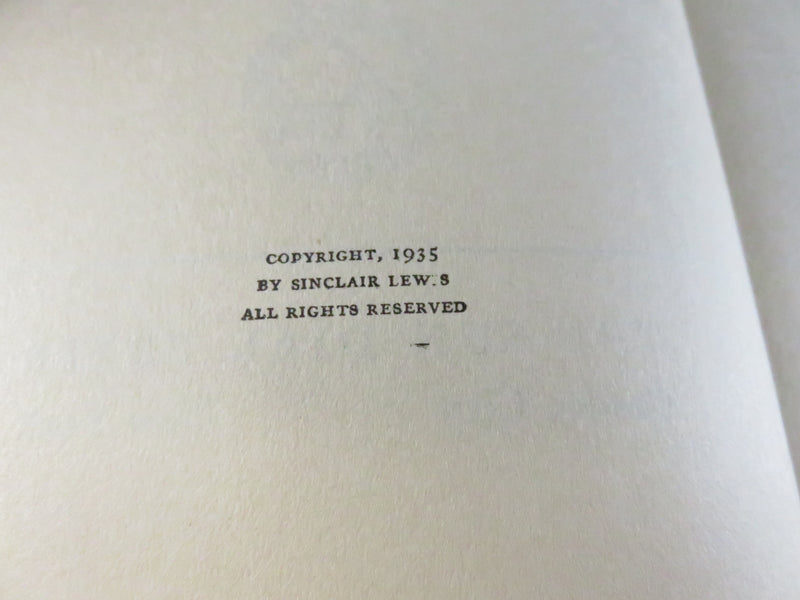 COPYRIGHT, 1935
BY SINCLAIR LEWIS
ALL RIGHTS RESERVED